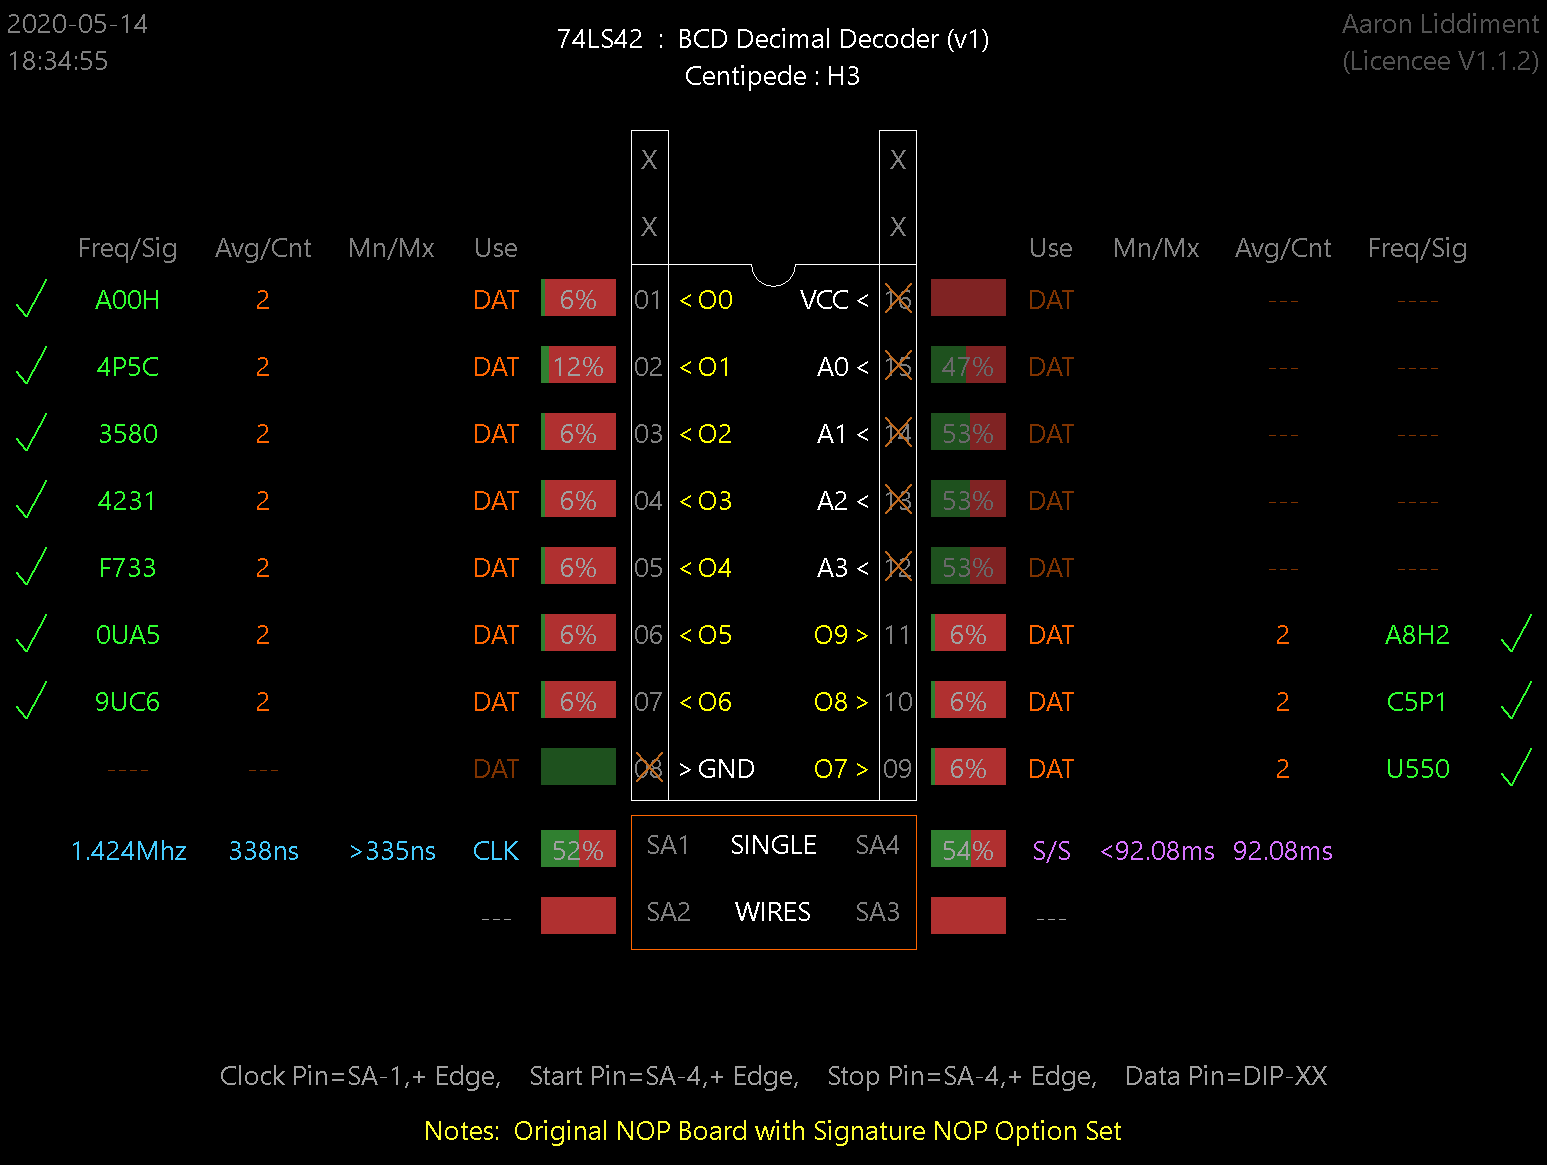 2020-05-14
18:34:55
74LS42 : BCD Decimal Decoder (v1)
Centipede : H3
Aaron Liddiment
(Licencee V1.1.2)
X X
X X
Freq/Sig Avg/Cnt Mn/Mx Use Use Mn/Mx Avg/Cnt Freq/Sig
A00H 2 DAT 6% 01 < O0 VCC < 16 DAT --- ----
4P5C 2 DAT 12% 02 < O1 A0 < 15 47% DAT --- ----
3580 2 DAT 6% 03 < O2 A1 < 14 53% DAT --- ----
4231 2 DAT 6% 04 < O3 A2 < 13 53% DAT --- ----
F733 2 DAT 6% 05 < O4 A3 < 12 53% DAT --- ----
0UA5 2 DAT 6% 06 < O5 O9 > 11 6% DAT 2 A8H2
9UC6 2 DAT 6% 07 < O6 O8 > 10 6% DAT 2 C5P1
---- --- DAT 08 > GND O7 > 09 6% DAT 2 U550
1.424Mhz 338ns >335ns CLK 52% SA1 SINGLE SA4 54% S/S <92.08ms 92.08ms
--- SA2 WIRES SA3 ---
Clock Pin=SA-1,+ Edge, Start Pin=SA-4,+ Edge, Stop Pin=SA-4,+ Edge, Data Pin=DIP-XX
Notes: Original NOP Board with Signature NOP Option Set